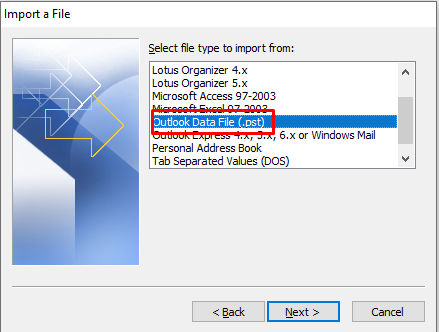 Import a File
Select file type to import from:
Lotus Organizer 4.x
Lotus Organizer 5.x
Microsoft Access 97-2003
Microsoft Excel 97-2003
Outlook Data File (.pst)
Outlook Express 4.x, 5.x, 6.x or Windows Mail
Personal Address Book
Tab Separated Values (DOS)
< Back Next > Cancel